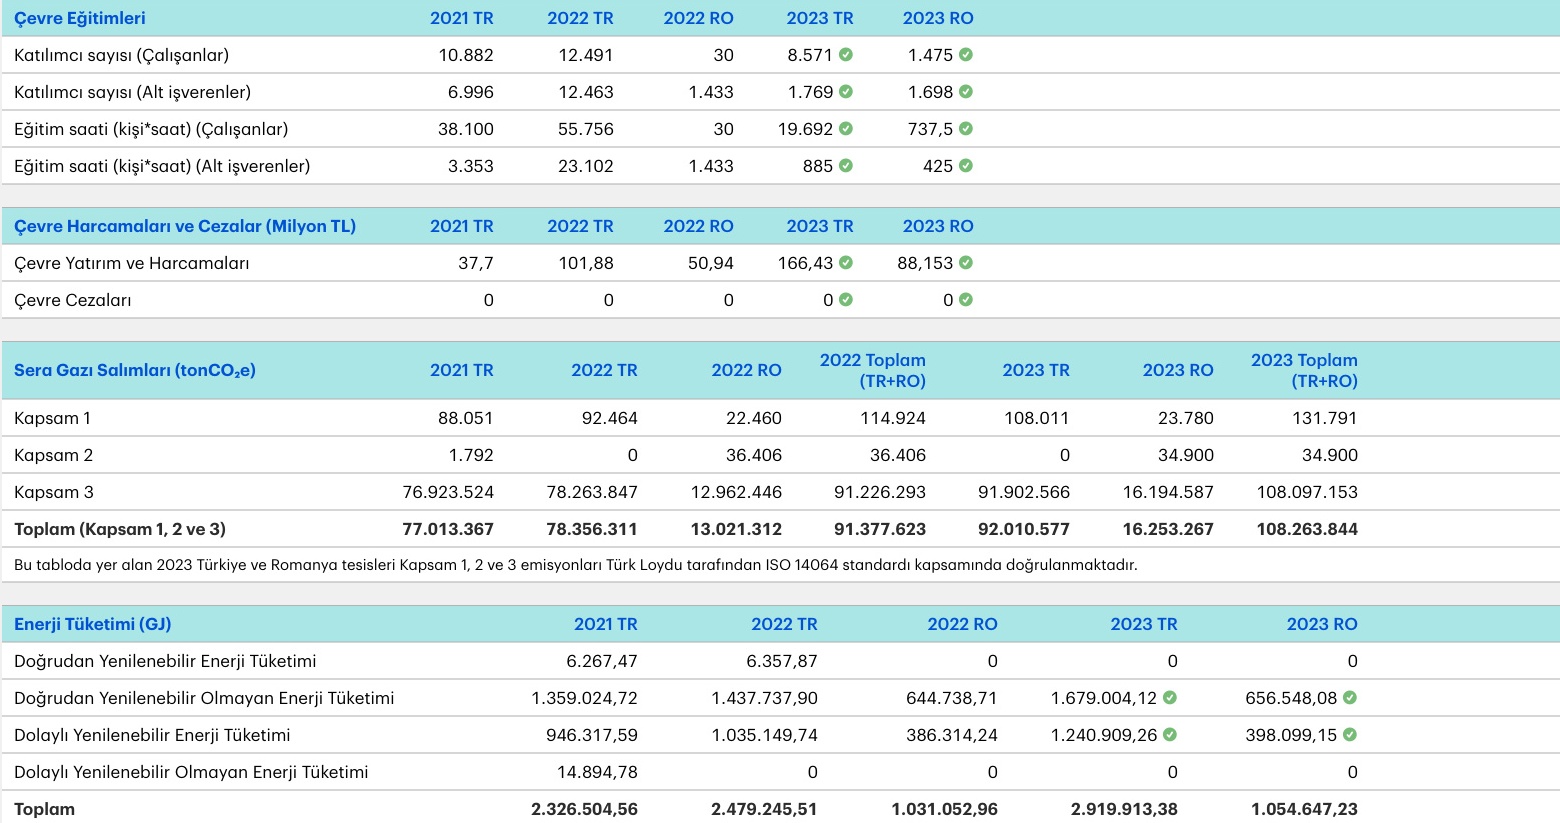 Çevre Eğitimleri 2021 TR 2022 TR 2022 RO 2023 TR 2023 RO
Katılımcı sayısı (Çalışanlar) 10.882 12.491 30 8.571 1.475
Katılımcı sayısı (Alt işverenler) 6.996 12.463 1.433 1.769 1.698
Eğitim saati (kişi*saat) (Çalışanlar) 38.100 55.756 30 19.692 737,5
Eğitim saati (kişi*saat) (Alt işverenler) 3.353 23.102 1.433 885 425
Çevre Harcamaları ve Cezalar (Milyon TL) 2021 TR 2022 TR 2022 RO 2023 TR 2023 RO
Çevre Yatırım ve Harcamaları 37,7 101,88 50,94 166,43 88,153
Çevre Cezaları 0 0 0 0 0
Sera Gazı Salımları (tonCO₂e) 2021 TR 2022 TR 2022 RO 2022 Toplam (TR+RO) 2023 TR 2023 RO 2023 Toplam (TR+RO)
Kapsam 1 88.051 92.464 22.460 114.924 108.011 23.780 131.791
Kapsam 2 1.792 0 36.406 36.406 0 34.900 34.900
Kapsam 3 76.923.524 78.263.847 12.962.446 91.226.293 91.902.566 16.194.587 108.097.153
Toplam (Kapsam 1, 2 ve 3) 77.013.367 78.356.311 13.021.312 91.377.623 92.010.577 16.253.267 108.263.844
Bu tabloda yer alan 2023 Türkiye ve Romanya tesisleri Kapsam 1, 2 ve 3 emisyonları Türk Loydu tarafından ISO 14064 standardı kapsamında doğrulanmaktadır.
Enerji Tüketimi (GJ) 2021 TR 2022 TR 2022 RO 2023 TR 2023 RO
Doğrudan Yenilenebilir Enerji Tüketimi 6.267,47 6.357,87 0 0 0
Doğrudan Yenilenebilir Olmayan Enerji Tüketimi 1.359.024,72 1.437.737,90 644.738,71 1.679.004,12 656.548,08
Dolaylı Yenilenebilir Enerji Tüketimi 946.317,59 1.035.149,74 386.314,24 1.240.909,26 398.099,15
Dolaylı Yenilenebilir Olmayan Enerji Tüketimi 14.894,78 0 0 0 0
Toplam 2.326.504,56 2.479.245,51 1.031.052,96 2.919.913,38 1.054.647,23